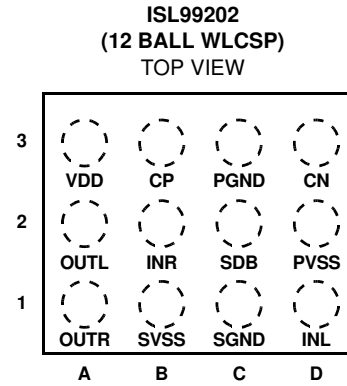 ISL99202
(12 BALL WLCSP)
TOP VIEW
3
VDD CP PGND CN
2
OUTL INR SDB PVSS
1
OUTR SVSS SGND INL
A B C D